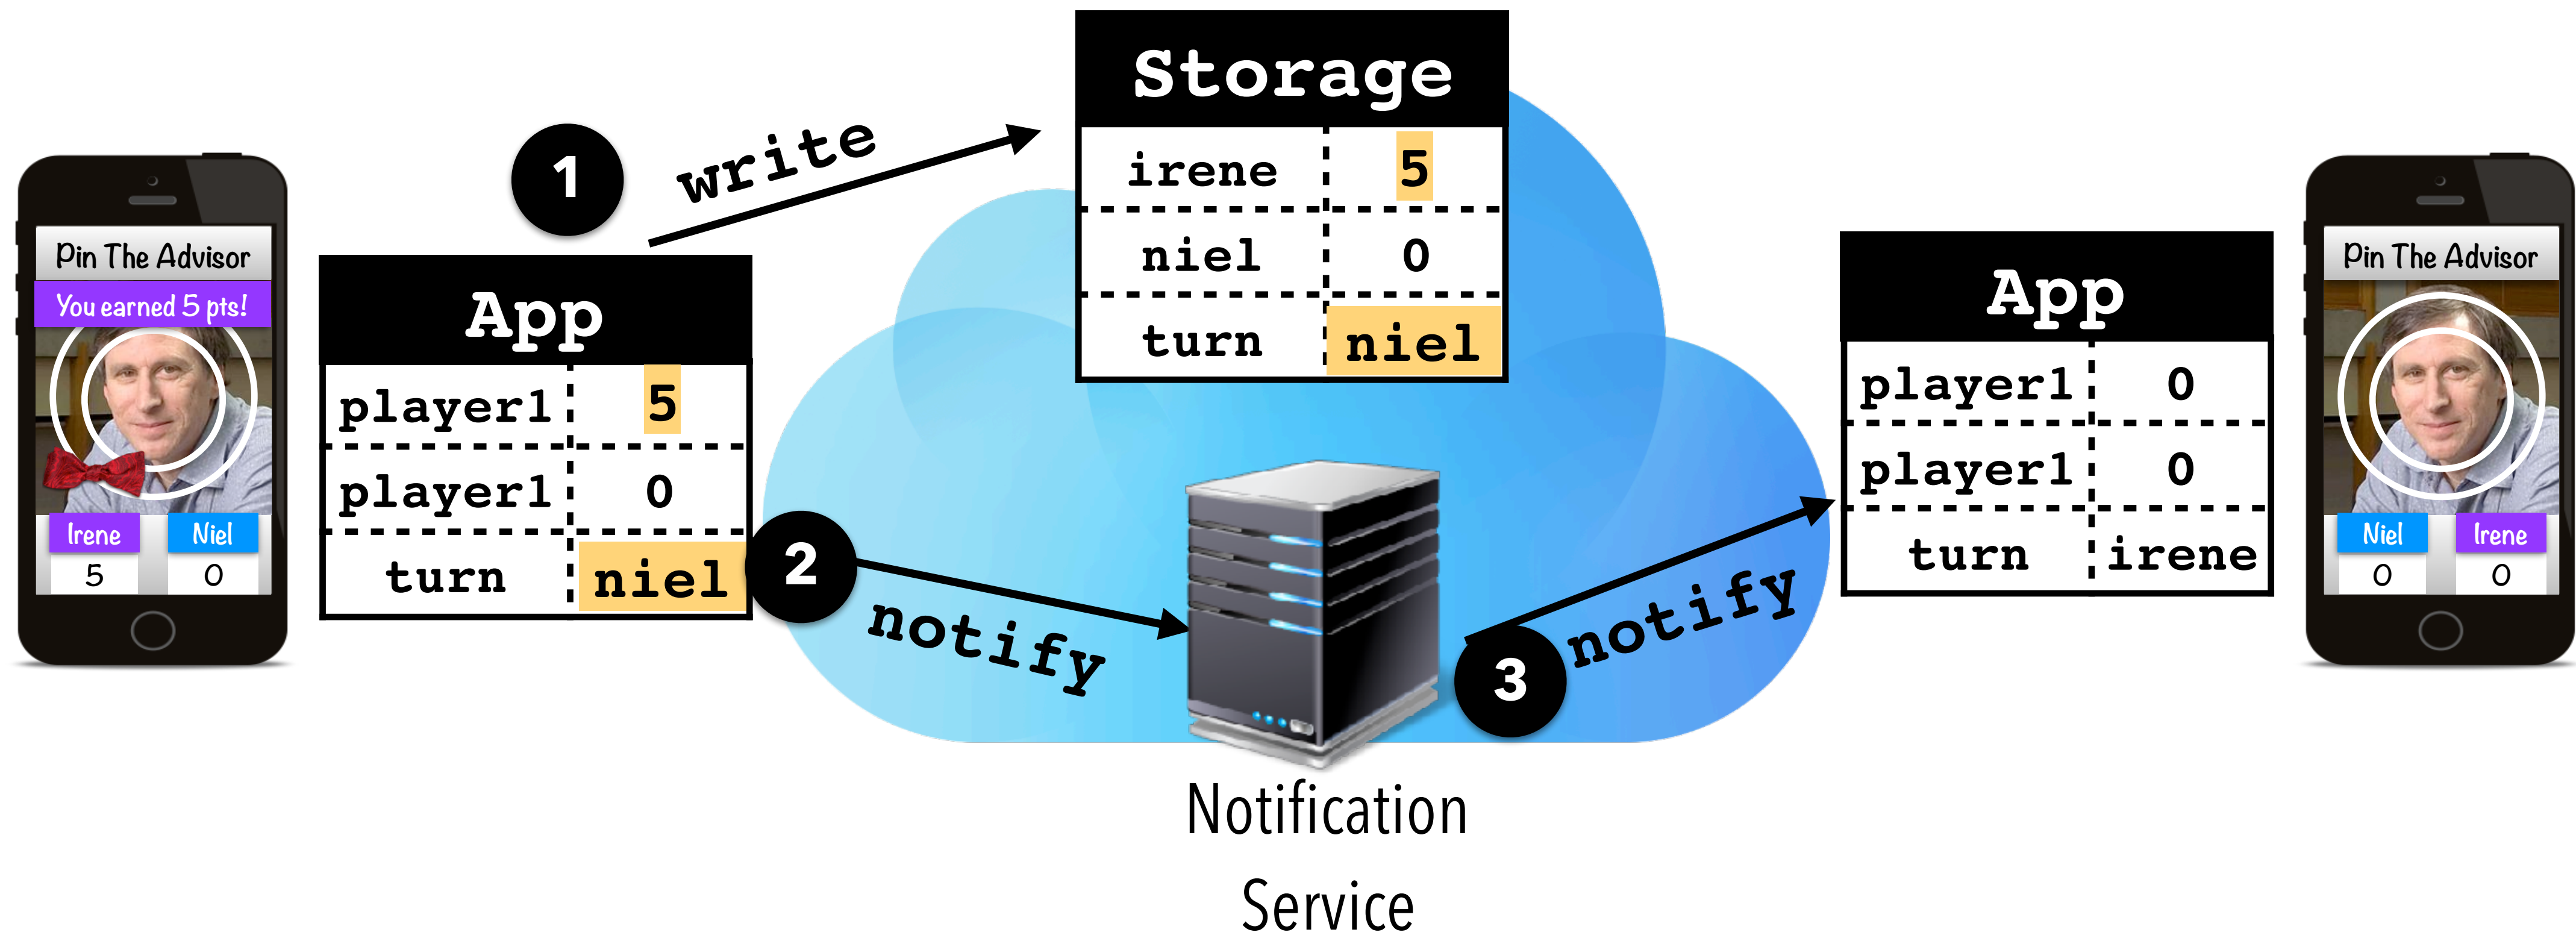 Pin The Advisor
You earned 5 pts!
Irene Niel
5 0
App
player1 5
player1 0
turn niel
1
write
2
notify
Storage
irene 5
niel 0
turn niel
Notification
Service
3
notify
App
player1 0
player1 0
turn irene
Pin The Advisor
Niel Irene
0 0